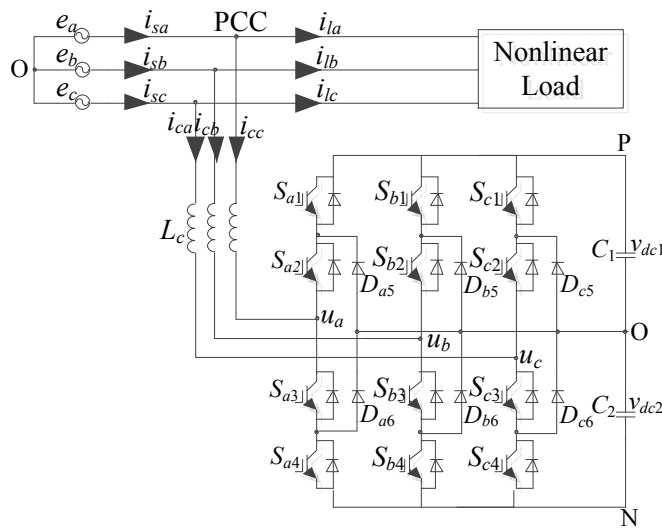 e_a i_sa PCC i_la
O e_b i_sb i_lb Nonlinear Load
e_c i_sc i_lc
i_ca i_cb i_cc
P
S_a1 S_b1 S_c1
L_c C_1 v_dc1
S_a2 S_b2 S_c2
D_a5 D_b5 D_c5
u_a O
u_b
u_c
S_a3 S_b3 S_c3
D_a6 D_b6 D_c6 C_2 v_dc2
S_a4 S_b4 S_c4
N